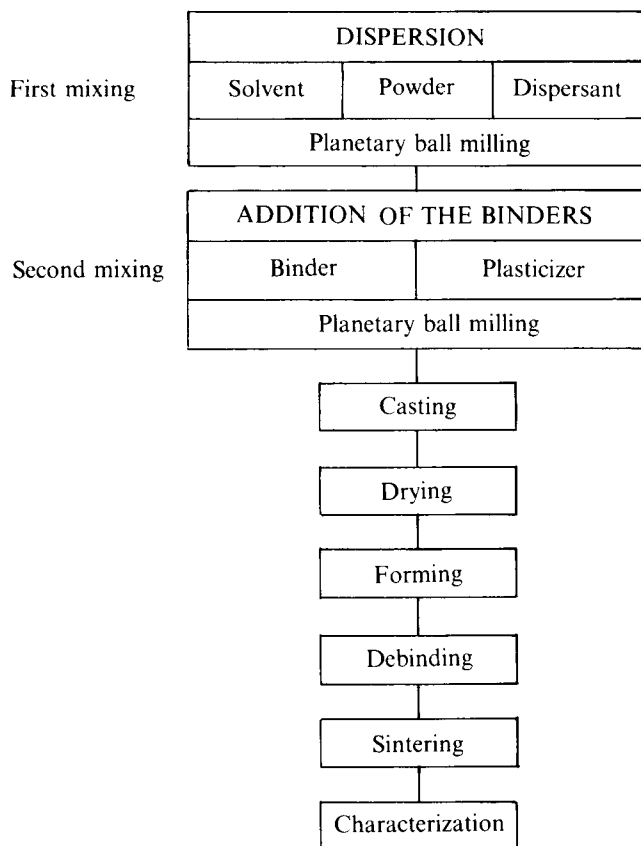 DISPERSION
First mixing
Solvent
Powder
Dispersant
Planetary ball milling
ADDITION OF THE BINDERS
Second mixing
Binder
Plasticizer
Planetary ball milling
Casting
Drying
Forming
Debinding
Sintering
Characterization